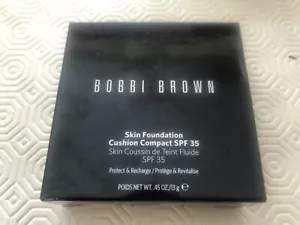 BOBBI BROWN
Skin Foundation
Cushion Compact SPF 35
Skin Coussin de Teint Fluide
SPF 35
Protect & Recharge / Protège & Revitalise
POIDS NET WT. .45 OZ./13 g